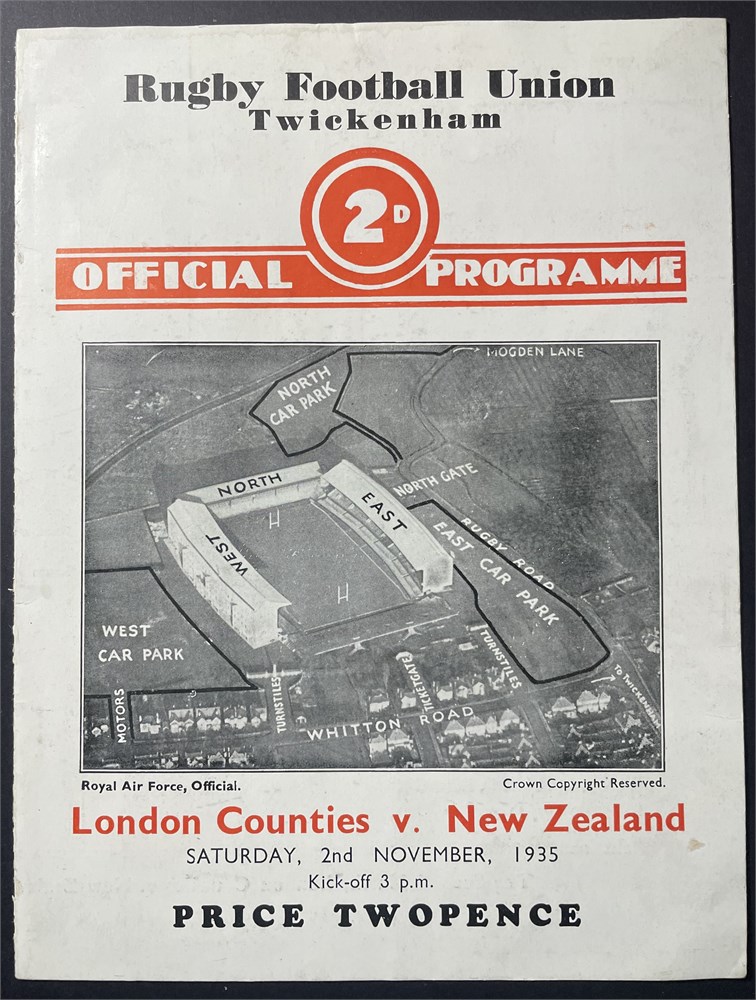 Rugby Football Union
Twickenham
2D
OFFICIAL PROGRAMME
MOGDEN LANE
NORTH
CAR PARK
NORTH
EAST
WEST
NORTH GATE
RUGBY ROAD
EAST CAR PARK
WEST
CAR PARK
MOTORS
TURNSTILES
TICKET GATE
TURNSTILES
WHITTON ROAD
TO TWICKENHAM
Royal Air Force, Official.
Crown Copyright Reserved.
London Counties v. New Zealand
SATURDAY, 2nd NOVEMBER, 1935
Kick-off 3 p.m.
PRICE TWOPENCE